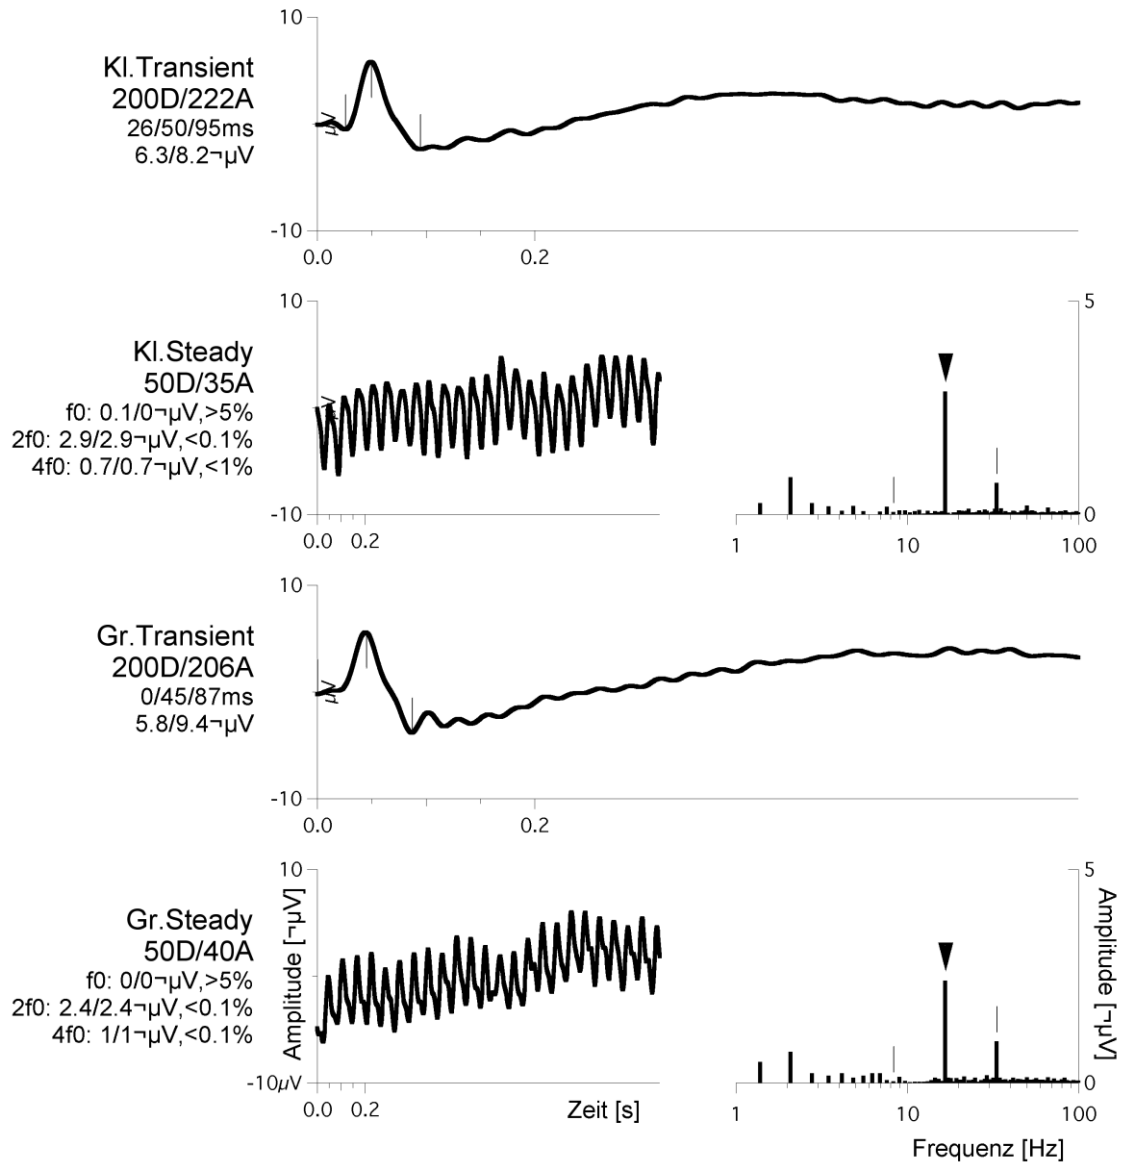 10
Kl.Transient
200D/222A
26/50/95ms
6.3/8.2¬µV
µV
-10
0.0 0.2
10 5
Kl.Steady
50D/35A
f0: 0.1/0¬µV,>5%
2f0: 2.9/2.9¬µV,<0.1%
4f0: 0.7/0.7¬µV,<1%
µV
-10 0
0.0 0.2 1 10 100
10
Gr.Transient
200D/206A
0/45/87ms
5.8/9.4¬µV
µV
-10
0.0 0.2
10 5
Gr.Steady
50D/40A
f0: 0/0¬µV,>5%
2f0: 2.4/2.4¬µV,<0.1%
4f0: 1/1¬µV,<0.1%
Amplitude [¬µV]
Amplitude [¬µV]
-10µV 0
0.0 0.2 Zeit [s] 1 10 100
Frequenz [Hz]